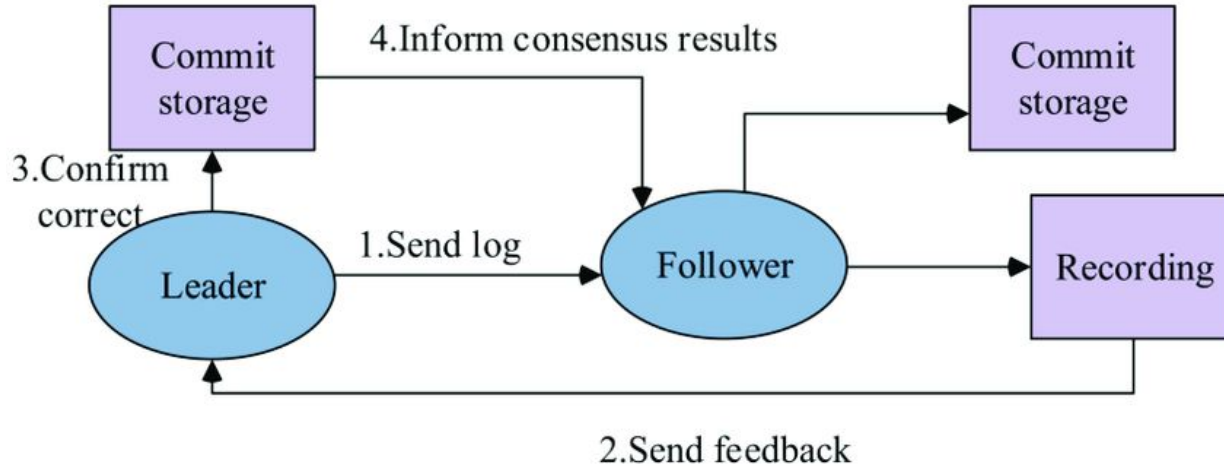 4.Inform consensus results
Commit
storage
Commit
storage
3.Confirm
correct
1.Send log
Leader
Follower
Recording
2.Send feedback